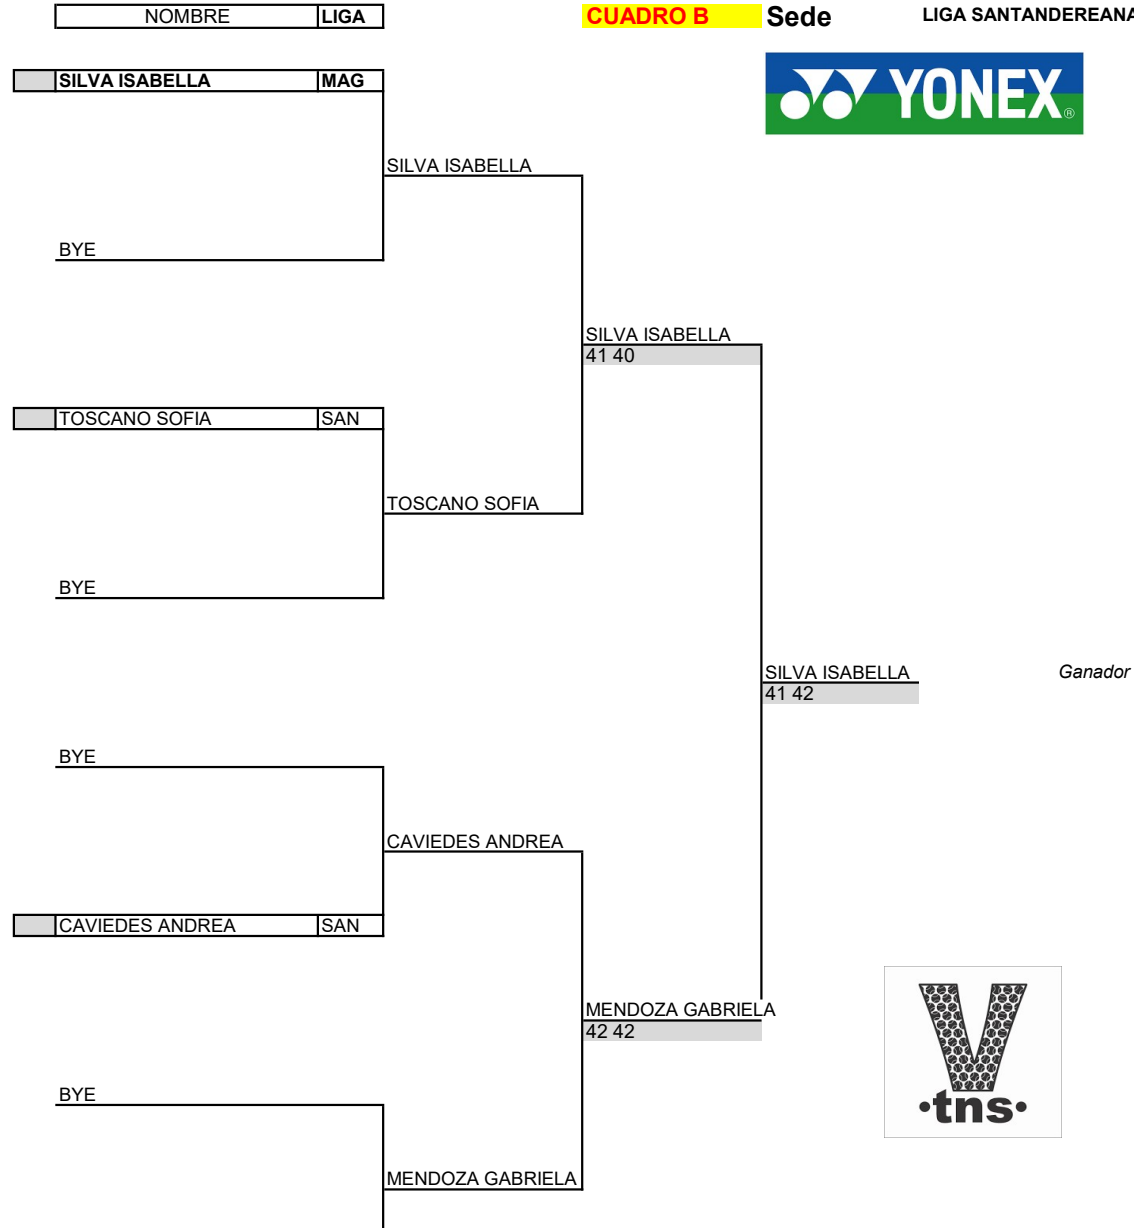 NOMBRE LIGA CUADRO B Sede LIGA SANTANDEREANA
SILVA ISABELLA MAG
YONEX®
SILVA ISABELLA
BYE
SILVA ISABELLA
41 40
TOSCANO SOFIA SAN
TOSCANO SOFIA
BYE
SILVA ISABELLA Ganador
41 42
BYE
CAVIEDES ANDREA
CAVIEDES ANDREA SAN
MENDOZA GABRIELA
42 42
V
•tns•
BYE
MENDOZA GABRIELA